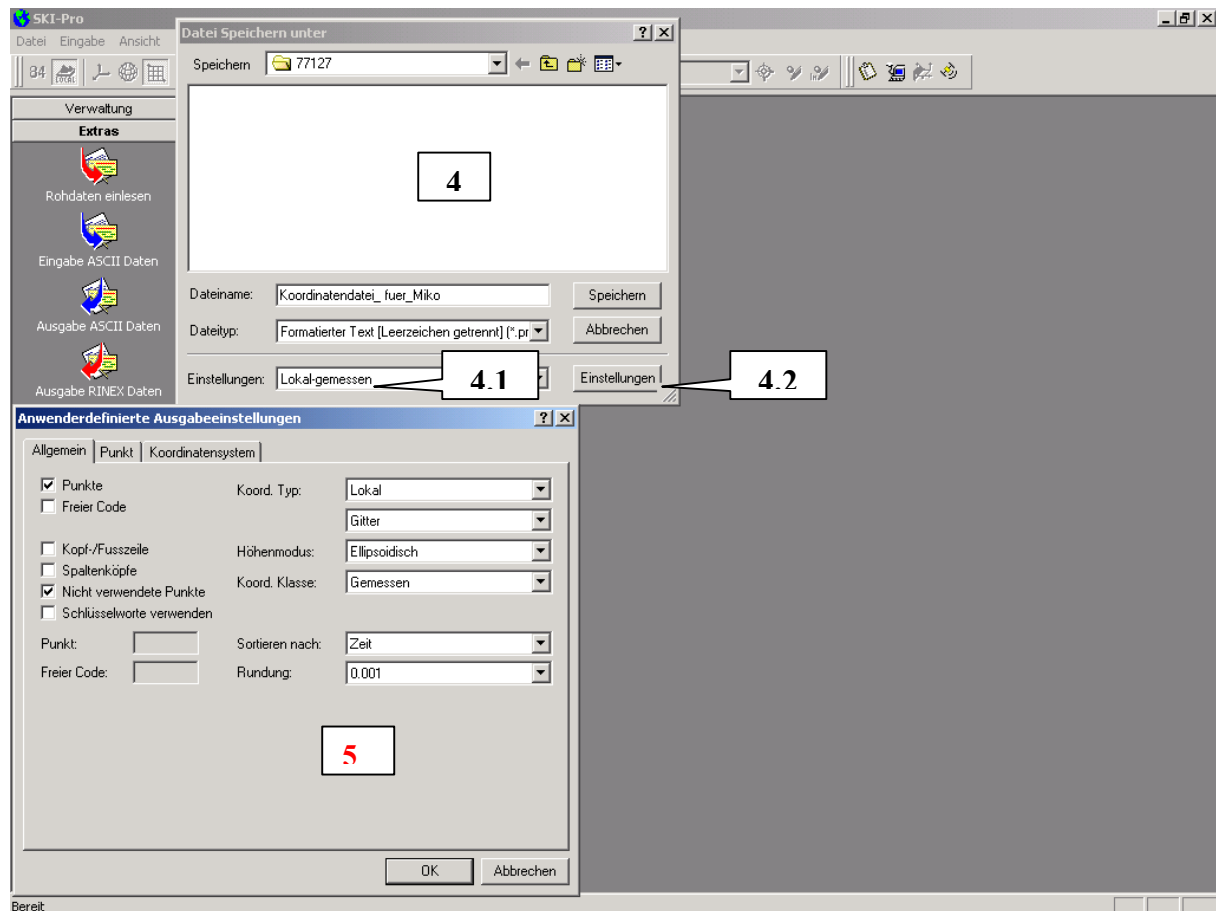 SKI-Pro
Datei Eingabe Ansicht
84
LOCAL
Verwaltung
Extras
Rohdaten einlesen
Eingabe ASCII Daten
Ausgabe ASCII Daten
Ausgabe RINEX Daten
Datei Speichern unter
Speichern 77127
4
Dateiname: Koordinatendatei_ fuer_Miko Speichern
Dateityp: Formatierter Text [Leerzeichen getrennt] (*.pr Abbrechen
Einstellungen: Lokal-gemessen 4.1 Einstellungen 4.2
Anwenderdefinierte Ausgabeeinstellungen
Allgemein Punkt Koordinatensystem
Punkte Koord. Typ: Lokal
Freier Code Gitter
Kopf-/Fusszeile Höhenmodus: Ellipsoidisch
Spaltenköpfe
Nicht verwendete Punkte Koord. Klasse: Gemessen
Schlüsselworte verwenden
Punkt: Sortieren nach: Zeit
Freier Code: Rundung: 0.001
5
OK Abbrechen
Bereit